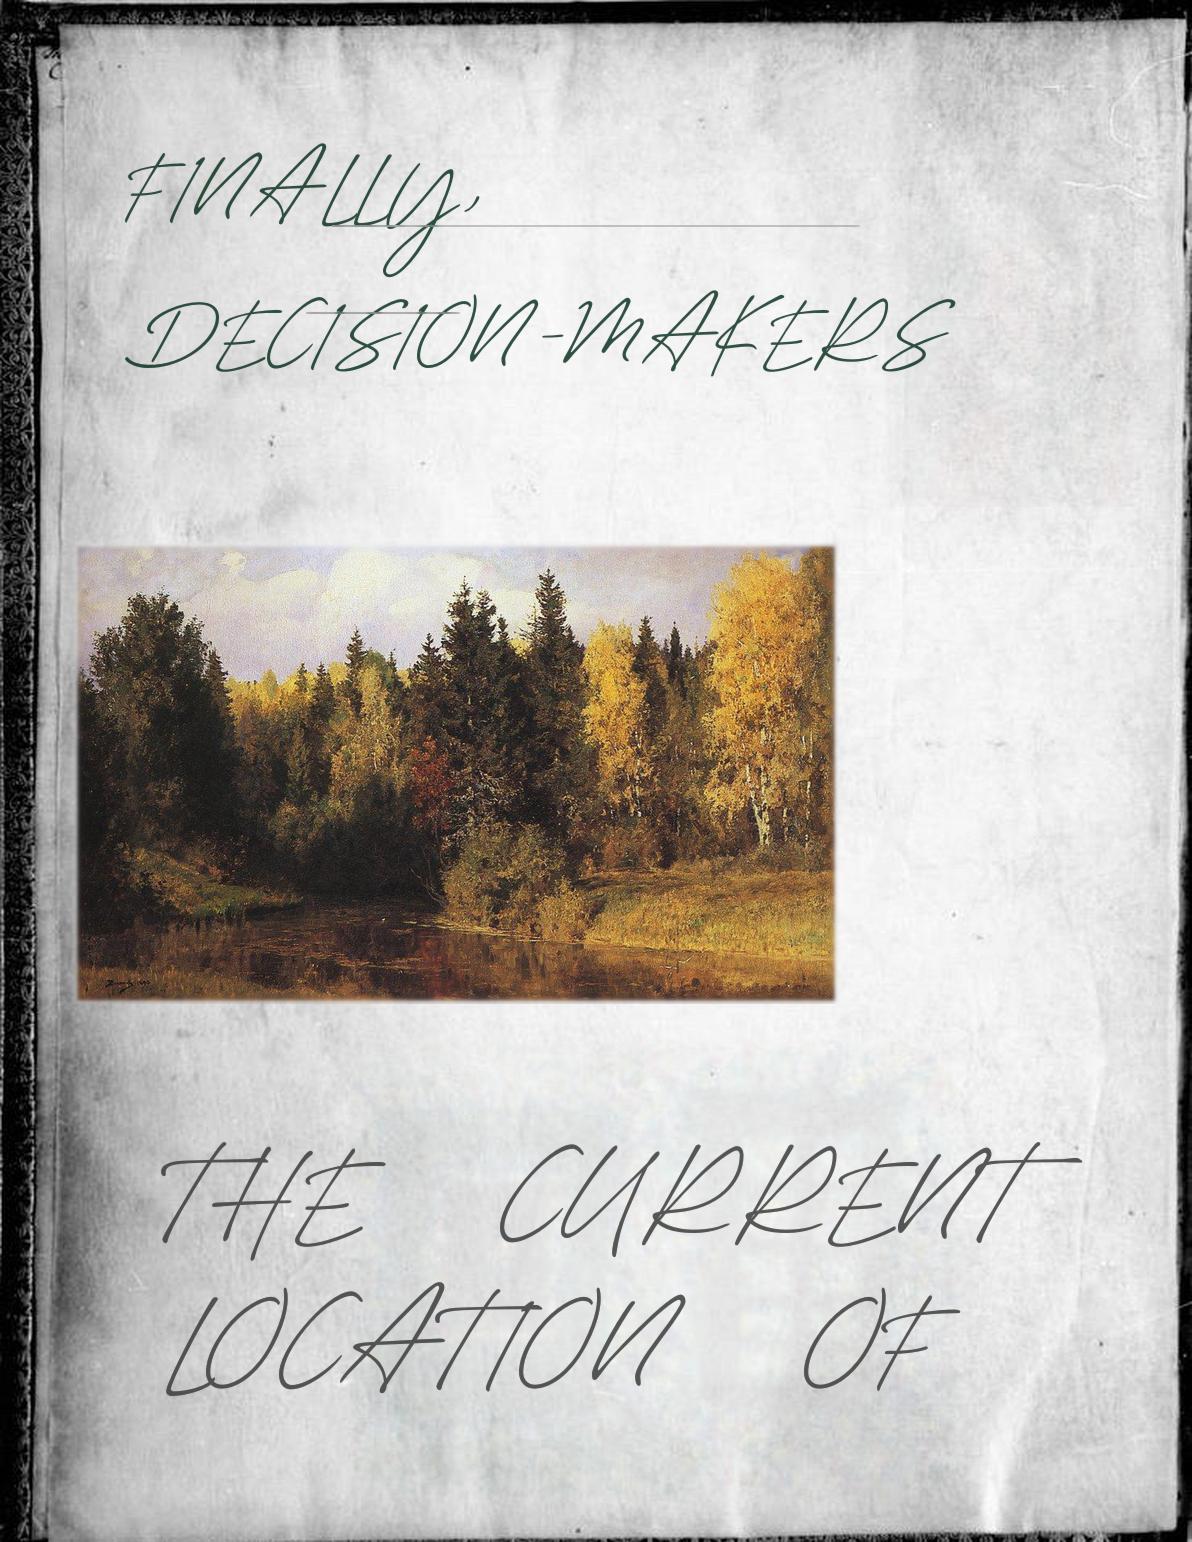 FINALLY,
DECISION-MAKERS
THE CURRENT
LOCATION OF